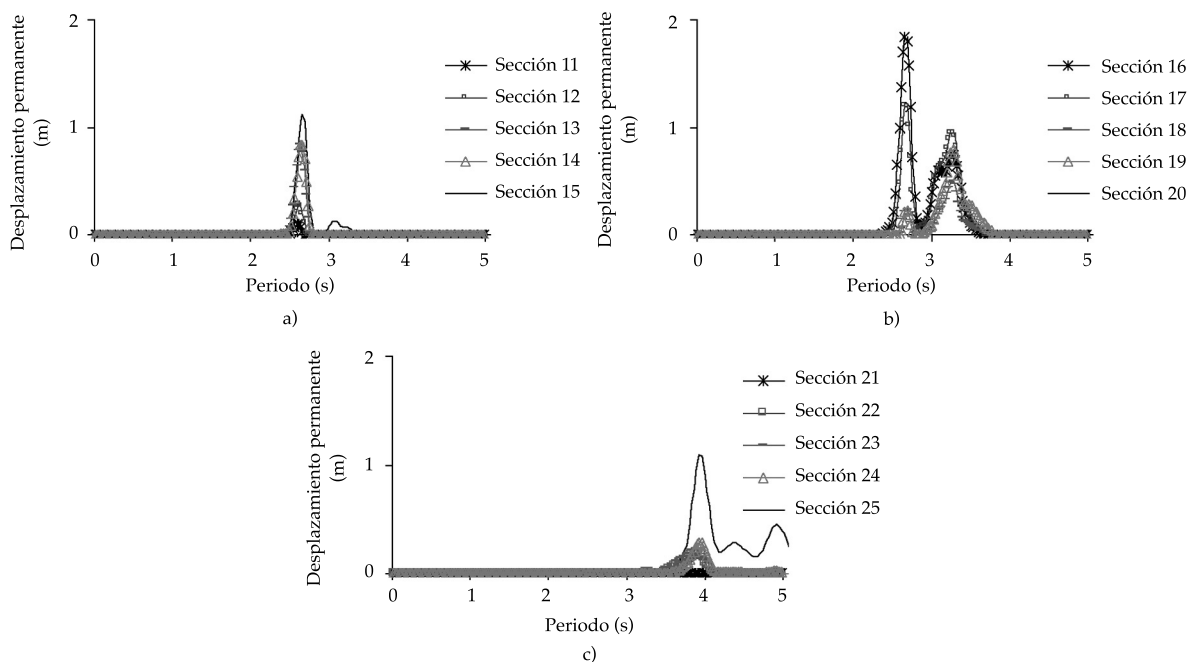 Desplazamiento permanente
(m)
2
1
0
0 1 2 3 4 5
Periodo (s)
a)
Sección 11
Sección 12
Sección 13
Sección 14
Sección 15
Desplazamiento permanente
(m)
2
1
0
0 1 2 3 4 5
Periodo (s)
b)
Sección 16
Sección 17
Sección 18
Sección 19
Sección 20
Desplazamiento permanente
(m)
2
1
0
0 1 2 3 4 5
Periodo (s)
c)
Sección 21
Sección 22
Sección 23
Sección 24
Sección 25